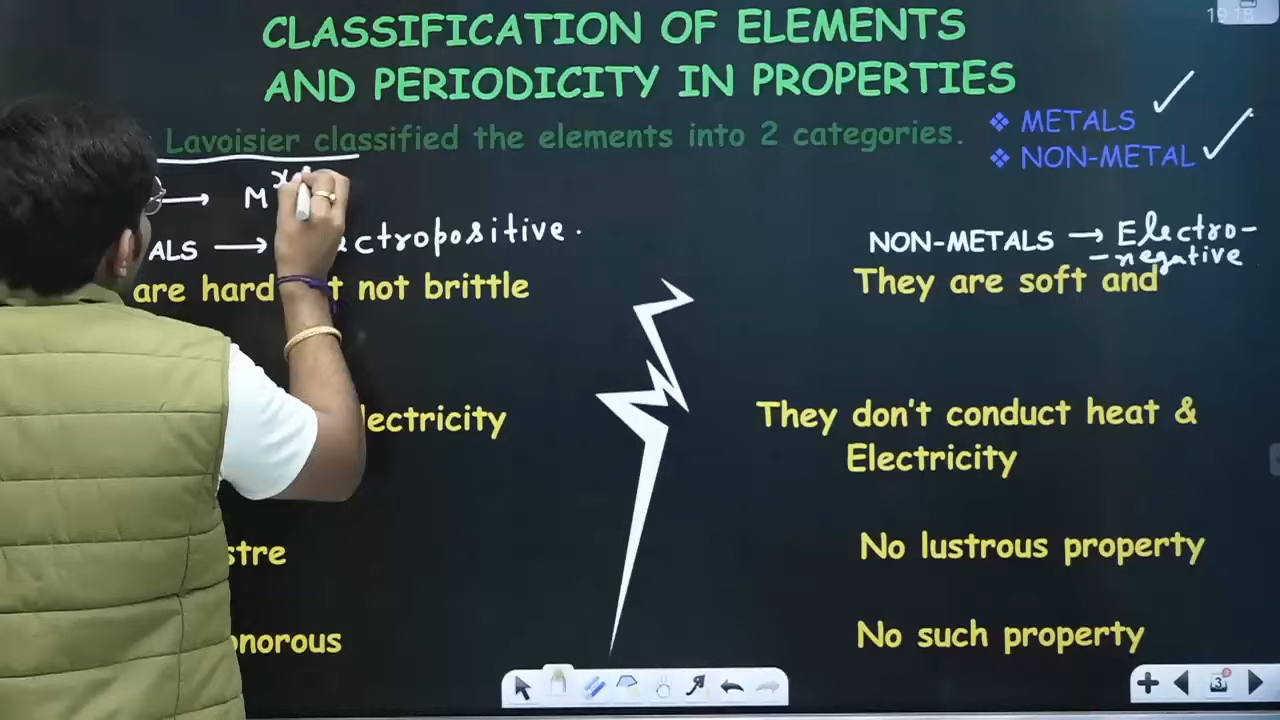 CLASSIFICATION OF ELEMENTS
AND PERIODICITY IN PROPERTIES
Lavoisier classified the elements into 2 categories.
❖ METALS ✓
❖ NON-METAL ✓
→ M^x
ALS → ctropositive.
are hard not brittle
lectricity
stre
onorous
NON-METALS → Electro-
-negative
They are soft and
They don't conduct heat &
Electricity
No lustrous property
No such property
3